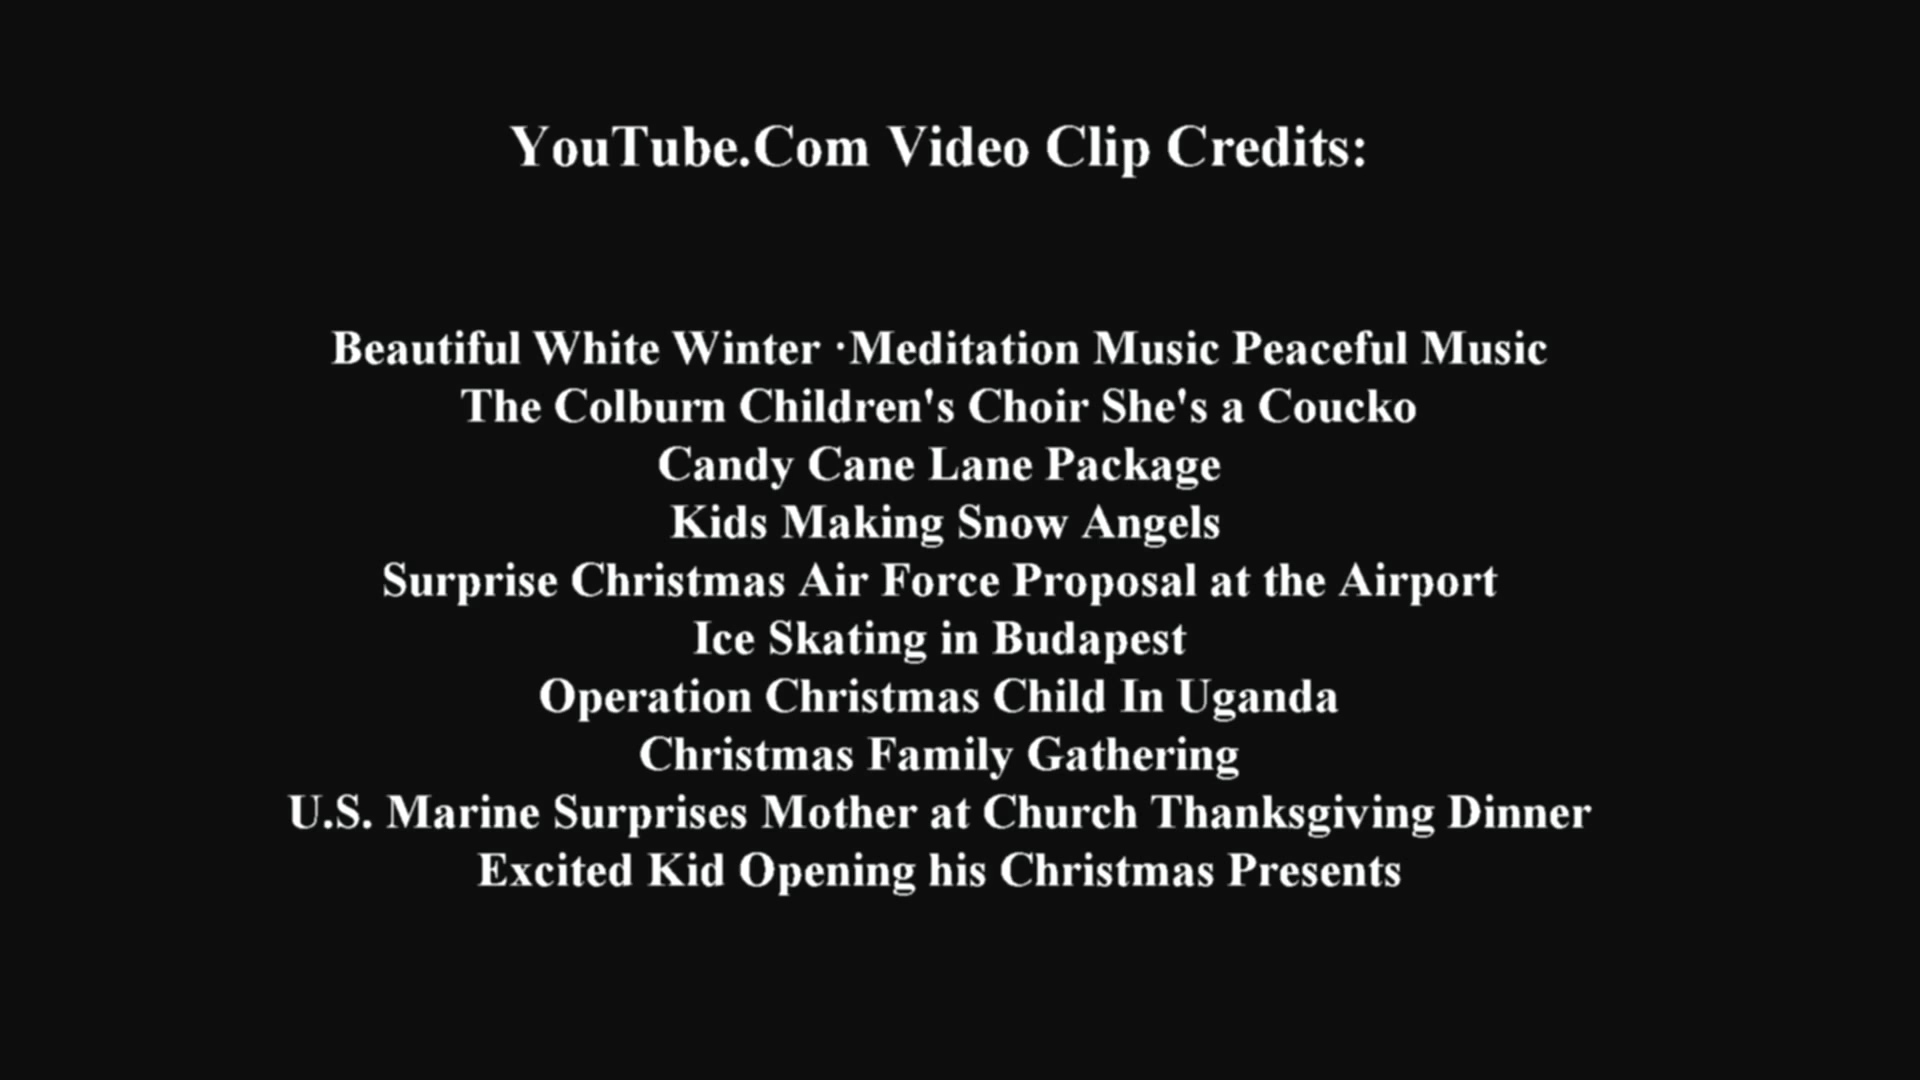 YouTube.Com Video Clip Credits:
Beautiful White Winter ·Meditation Music Peaceful Music
The Colburn Children's Choir She's a Coucko
Candy Cane Lane Package
Kids Making Snow Angels
Surprise Christmas Air Force Proposal at the Airport
Ice Skating in Budapest
Operation Christmas Child In Uganda
Christmas Family Gathering
U.S. Marine Surprises Mother at Church Thanksgiving Dinner
Excited Kid Opening his Christmas Presents